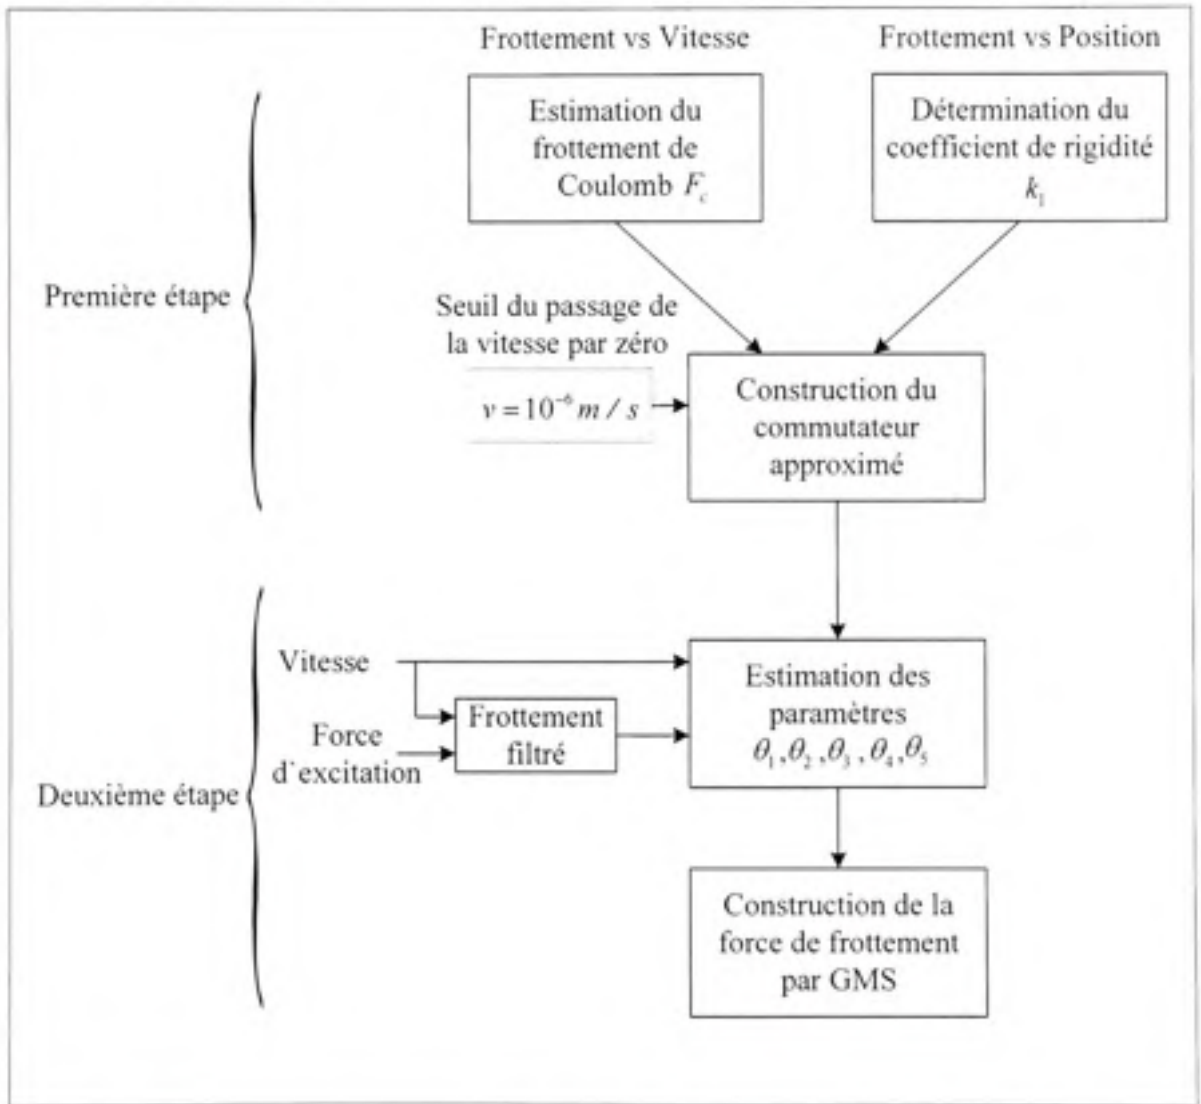 Frottement vs Vitesse
Frottement vs Position
Estimation du
frottement de
Coulomb F_c
Détermination du
coefficient de rigidité
k_1
Première étape
Seuil du passage de
la vitesse par zéro
v = 10⁻⁶ m / s
Construction du
commutateur
approximé
Deuxième étape
Vitesse
Force
d'excitation
Frottement
filtré
Estimation des
paramètres
θ_1,θ_2,θ_3,θ_4,θ_5
Construction de la
force de frottement
par GMS